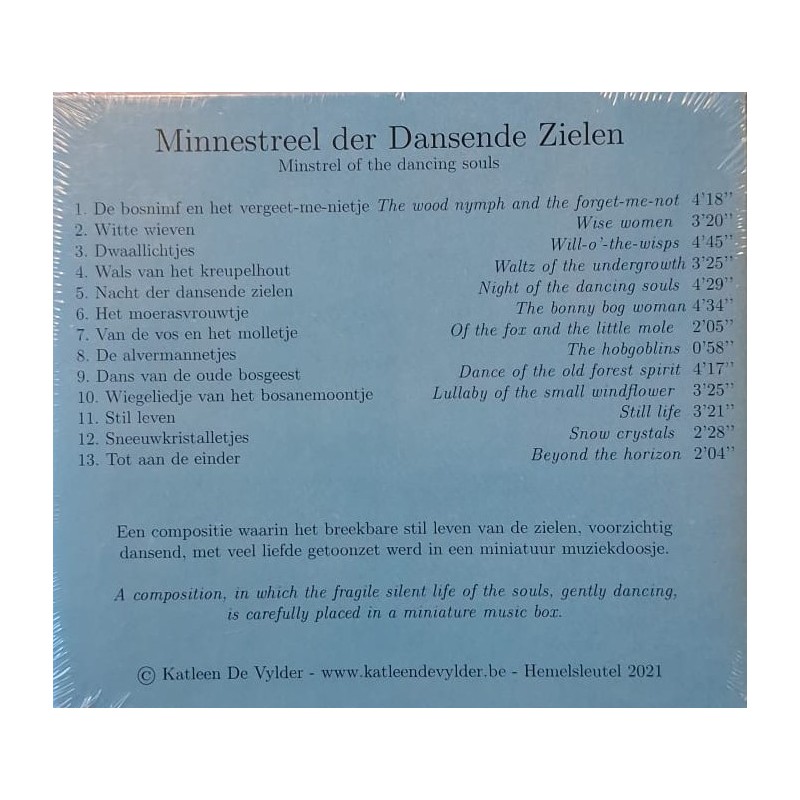 Minnestreel der Dansende Zielen
Minstrel of the dancing souls
1. De bosnimf en het vergeet-me-nietje The wood nymph and the forget-me-not 4'18''
2. Witte wieven Wise women 3'20''
3. Dwaallichtjes Will-o'-the-wisps 4'45''
4. Wals van het kreupelhout Waltz of the undergrowth 3'25''
5. Nacht der dansende zielen Night of the dancing souls 4'29''
6. Het moerasvrouwtje The bonny bog woman 4'34''
7. Van de vos en het molletje Of the fox and the little mole 2'05''
8. De alvermannetjes The hobgoblins 0'58''
9. Dans van de oude bosgeest Dance of the old forest spirit 4'17''
10. Wiegeliedje van het bosanemoontje Lullaby of the small windflower 3'25''
11. Stil leven Still life 3'21''
12. Sneeuwkristalletjes Snow crystals 2'28''
13. Tot aan de einder Beyond the horizon 2'04''
Een compositie waarin het breekbare stil leven van de zielen, voorzichtig
dansend, met veel liefde getoonzet werd in een miniatuur muziekdoosje.
A composition, in which the fragile silent life of the souls, gently dancing,
is carefully placed in a miniature music box.
© Katleen De Vylder - www.katleendevylder.be - Hemelsleutel 2021